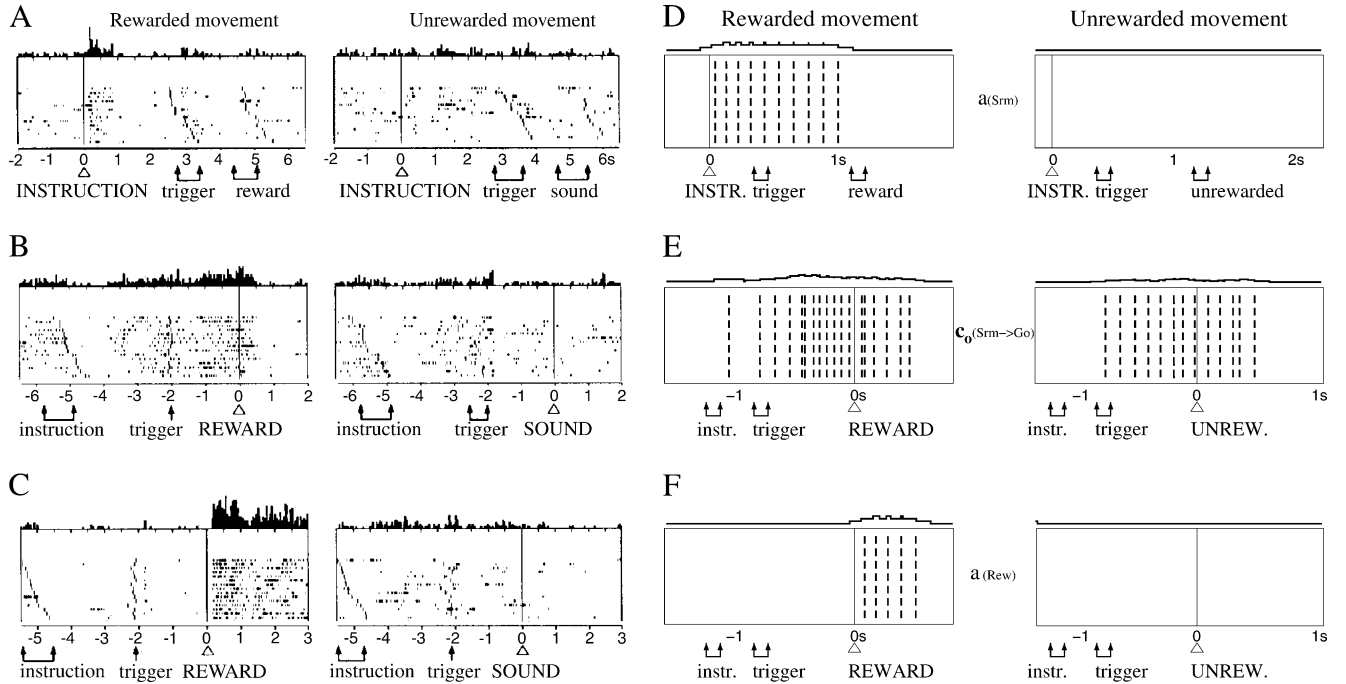 A
Rewarded movement
Unrewarded movement
-2 -1 0 1 2 3 4 5 6
-2 -1 0 1 2 3 4 5 6s
INSTRUCTION trigger reward
INSTRUCTION trigger sound
B
-6 -5 -4 -3 -2 -1 0 1 2
-6 -5 -4 -3 -2 -1 0 1 2
instruction trigger REWARD
instruction trigger SOUND
C
-5 -4 -3 -2 -1 0 1 2 3
-5 -4 -3 -2 -1 0 1 2 3
instruction trigger REWARD
instruction trigger SOUND
D
Rewarded movement
Unrewarded movement
a(Srm)
0 1s
0 1 2s
INSTR. trigger reward
INSTR. trigger unrewarded
E
c0(Srm->Go)
-1 0s
-1 0 1s
instr. trigger REWARD
instr. trigger UNREW.
F
a (Rew)
-1 0s
-1 0 1s
instr. trigger REWARD
instr. trigger UNREW.